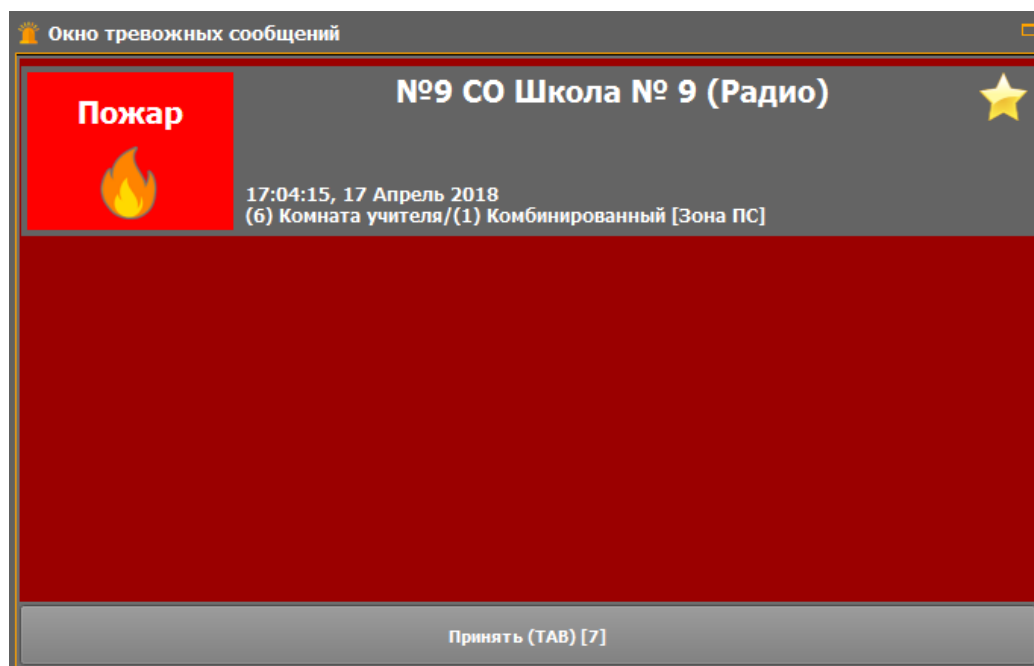 Окно тревожных сообщений
Пожар
№9 СО Школа № 9 (Радио)
17:04:15, 17 Апрель 2018
(6) Комната учителя/(1) Комбинированный [Зона ПС]
Принять (TAB) [7]